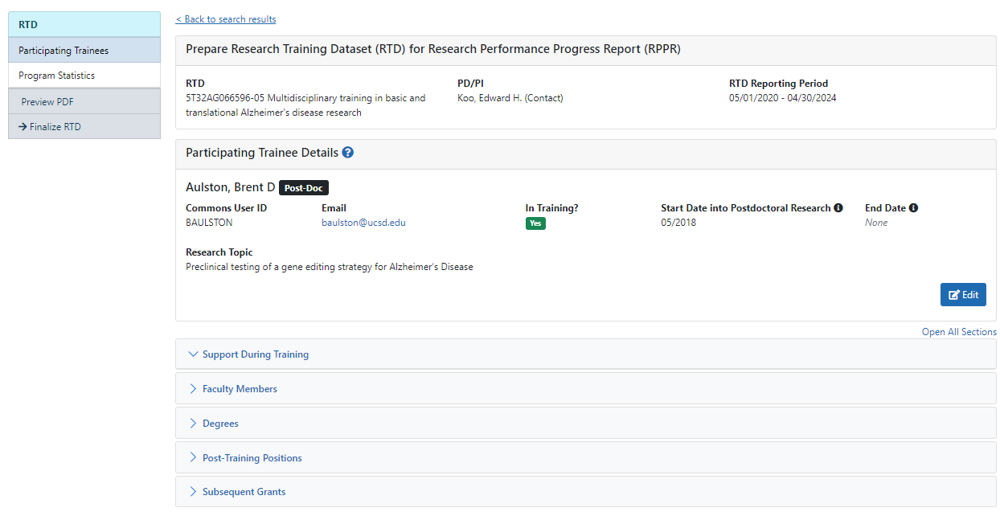 RTD
Participating Trainees
Program Statistics
Preview PDF
Finalize RTD
< Back to search results
Prepare Research Training Dataset (RTD) for Research Performance Progress Report (RPPR)
RTD
5T32AG066596-05 Multidisciplinary training in basic and
translational Alzheimer's disease research
PD/PI
Koo, Edward H. (Contact)
RTD Reporting Period
05/01/2020 - 04/30/2024
Participating Trainee Details ?
Aulston, Brent D Post-Doc
Commons User ID
BAULSTON
Email
baulston@ucsd.edu
In Training?
Yes
Start Date into Postdoctoral Research
05/2018
End Date
None
Research Topic
Preclinical testing of a gene editing strategy for Alzheimer's Disease
Edit
Open All Sections
Support During Training
Faculty Members
Degrees
Post-Training Positions
Subsequent Grants